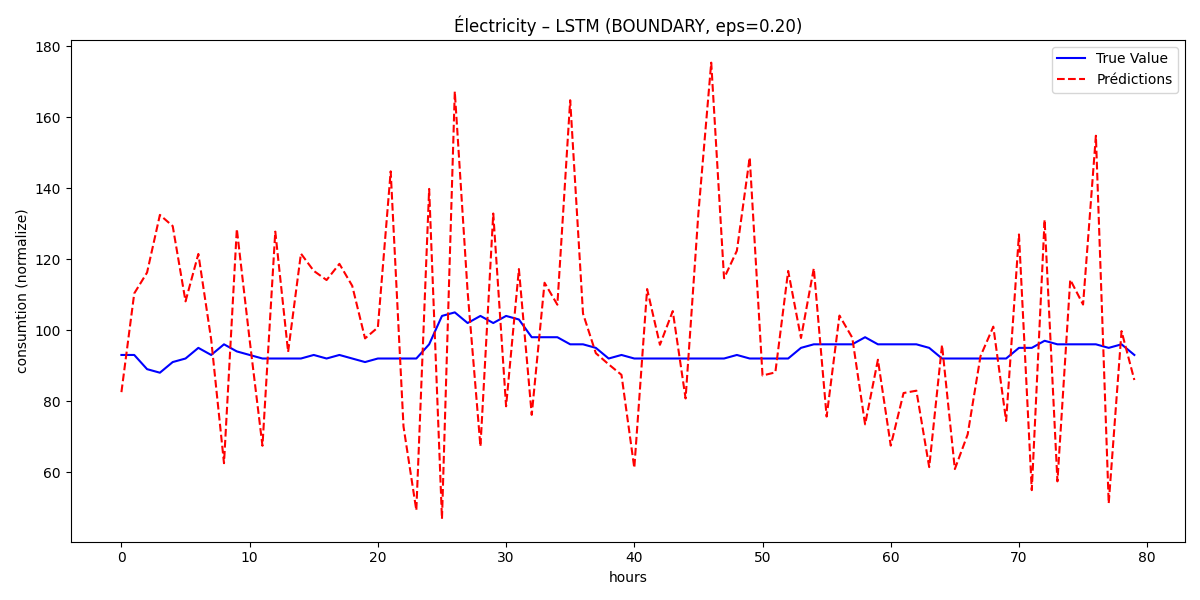 Électricity – LSTM (BOUNDARY, eps=0.20)
True Value
Prédictions
consumtion (normalize)
180
160
140
120
100
80
60
0 10 20 30 40 50 60 70 80
hours